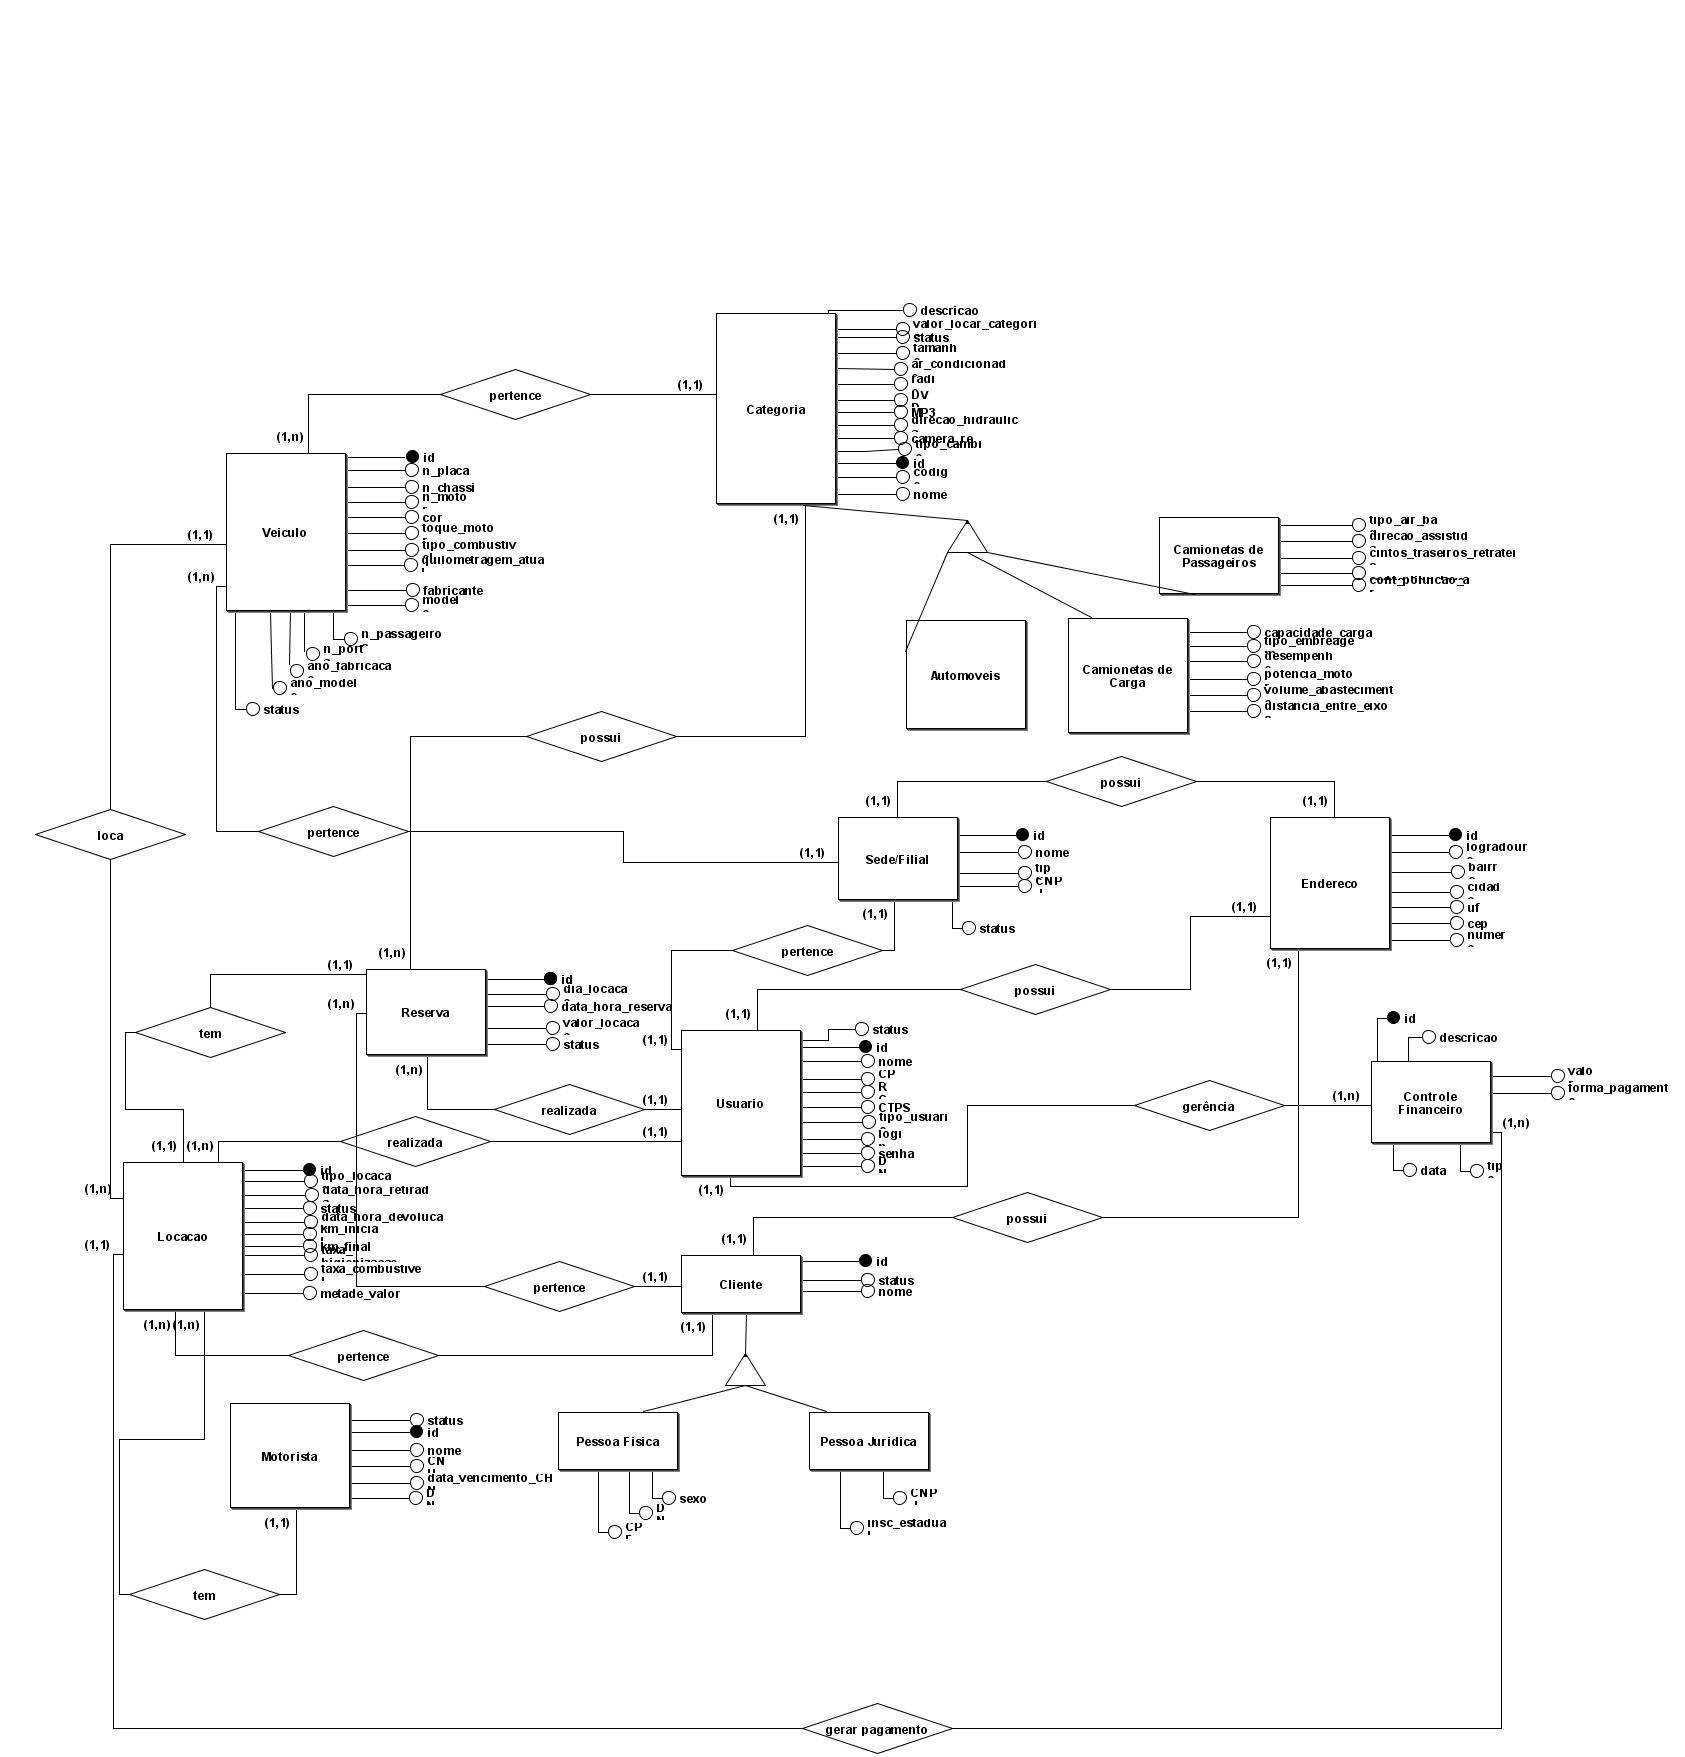 descricao
valor_locar_categori
status
tamanh
ar_condicionad
radi
DV
MP3
direcao_hidraulic
camera_re
tipo_cambi
id
codig
nome
Categoria
(1,1)
(1,1)
pertence
(1,n)
Veiculo
(1,1)
(1,n)
id
n_placa
n_chassi
n_moto
cor
toque_moto
tipo_combustiv
quilometragem_atua
fabricante
model
n_passageiro
n_port
ano_fabricaca
ano_model
status
Camionetas de
Passageiros
tipo_air_ba
direcao_assistid
cintos_traseiros_retratei
cont_poluicao_a
Automoveis
Camionetas de
Carga
capacidade_carga
tipo_embreage
desempenh
potencia_moto
volume_abasteciment
distancia_entre_eixo
possui
possui
(1,1)
(1,1)
loca
pertence
(1,1)
Sede/Filial
id
nome
tip
CNP
status
(1,1)
Endereco
id
logradour
bairr
cidad
uf
cep
numer
(1,1)
(1,1)
pertence
(1,n)
(1,1)
(1,n)
Reserva
id
dia_locaca
data_hora_reserva
valor_locaca
status
(1,n)
tem
possui
(1,1)
(1,1)
Usuario
status
id
nome
CP
R
CTPS
tipo_usuari
logi
senha
D
N
(1,1)
(1,1)
(1,1)
realizada
realizada
gerência
(1,n)
id
descricao
Controle
Financeiro
valo
forma_pagament
(1,n)
data
tip
(1,1)
(1,n)
(1,n)
(1,1)
Locacao
id
tipo_locaca
data_hora_retirad
status
data_hora_devoluca
km_inicia
km_final
taxa_
taxa_combustive
metade_valor
(1,n)
(1,n)
possui
(1,1)
pertence
(1,1)
Cliente
id
status
nome
(1,1)
pertence
Motorista
status
id
nome
CN
data_vencimento_CH
D
N
(1,1)
Pessoa Fisica
sexo
D
N
CP
Pessoa Juridica
CNP
insc_estadua
tem
gerar pagamento